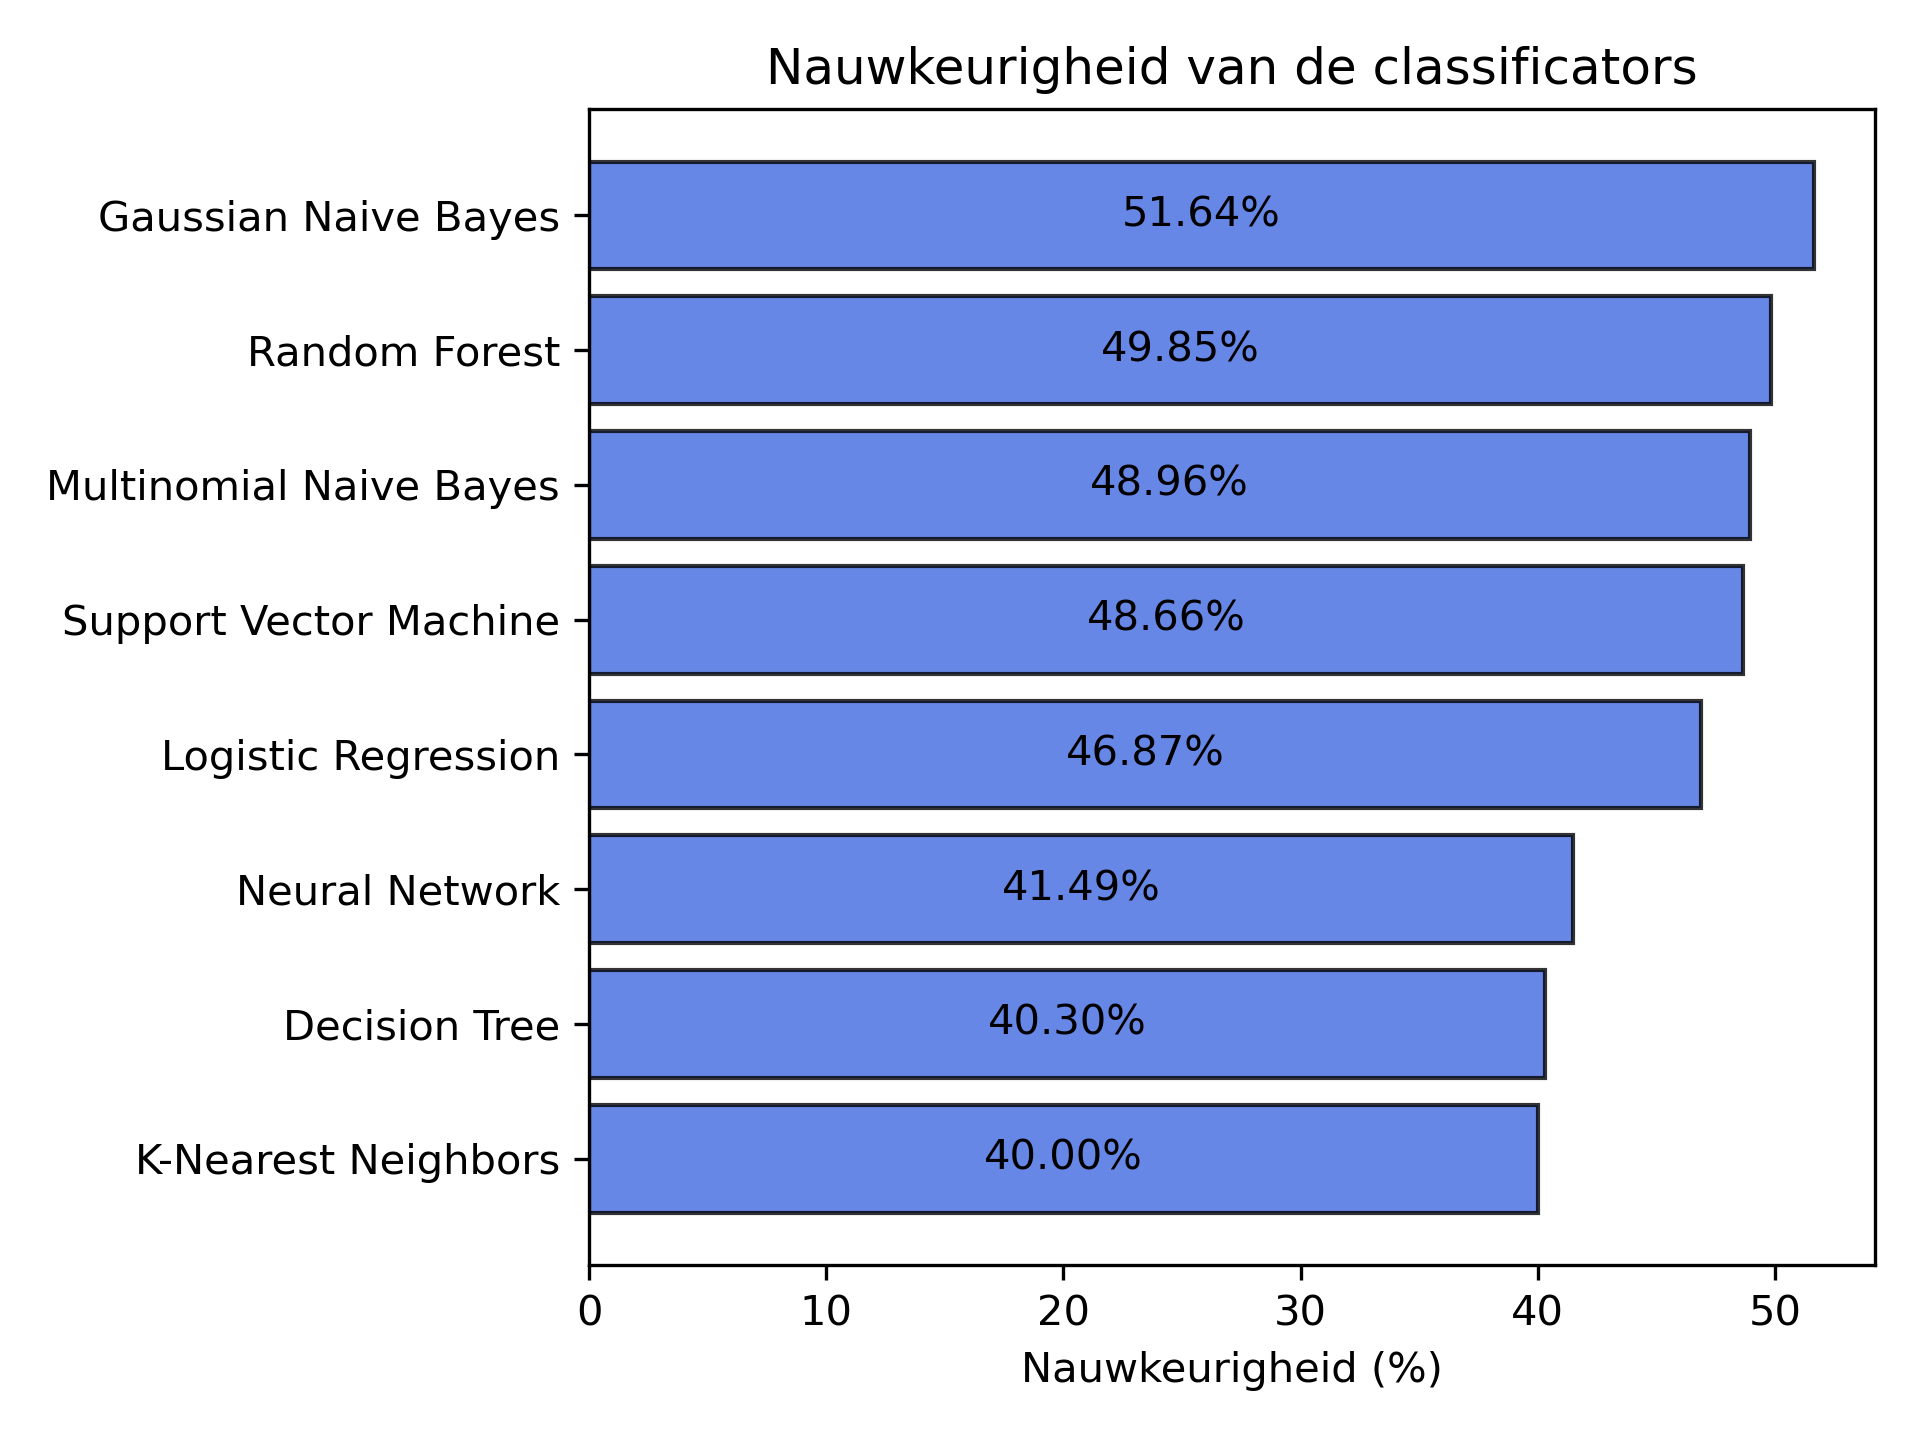 Nauwkeurigheid van de classificators
Gaussian Naive Bayes 51.64%
Random Forest 49.85%
Multinomial Naive Bayes 48.96%
Support Vector Machine 48.66%
Logistic Regression 46.87%
Neural Network 41.49%
Decision Tree 40.30%
K-Nearest Neighbors 40.00%
0 10 20 30 40 50
Nauwkeurigheid (%)